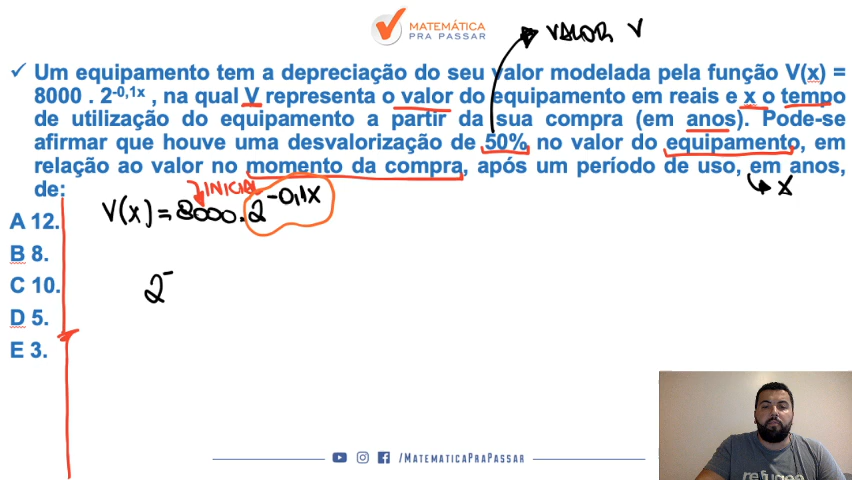 MATEMÁTICA
PRA PASSAR
VALOR V
✓ Um equipamento tem a depreciação do seu valor modelada pela função V(x) =
8000 . 2^-0,1x , na qual V representa o valor do equipamento em reais e x o tempo
de utilização do equipamento a partir da sua compra (em anos). Pode-se
afirmar que houve uma desvalorização de 50% no valor do equipamento, em
relação ao valor no momento da compra, após um período de uso, em anos,
de:
INICIAL
X
V(x) = 8000 . 2^-0,1x
A 12.
B 8.
C 10.
2^-
D 5.
E 3.
/MatematicaPraPassar